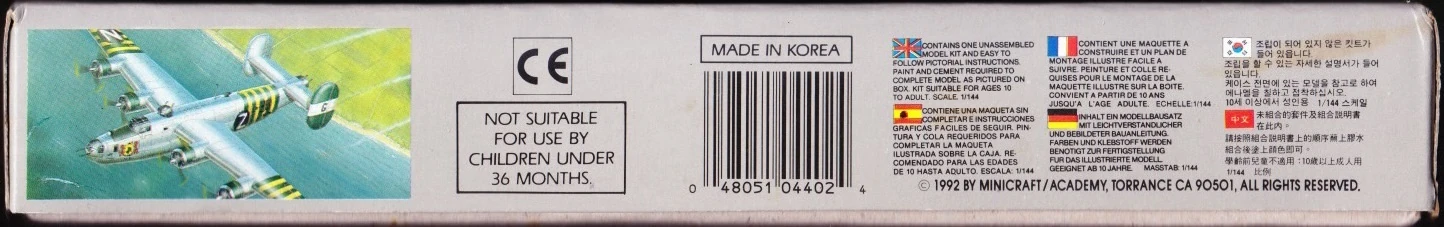 Z
7
G
CE
NOT SUITABLE
FOR USE BY
CHILDREN UNDER
36 MONTHS.
MADE IN KOREA
0 48051 04402 4
CONTAINS ONE UNASSEMBLED
MODEL KIT AND EASY TO
FOLLOW PICTORIAL INSTRUCTIONS.
PAINT AND CEMENT REQUIRED TO
COMPLETE MODEL AS PICTURED ON
BOX. KIT SUITABLE FOR AGES 10
TO ADULT. SCALE. 1/144
CONTIENE UNA MAQUETA SIN
COMPLETAR E INSTRUCCIONES
GRAFICAS FACILES DE SEGUIR. PIN-
TURA Y COLA REQUERIDOS PARA
COMPLETAR LA MAQUETA
ILUSTRADA SOBRE LA CAJA. RE-
COMENDADO PARA LAS EDADES
DE 10 HASTA ADULTO. ESCALA: 1/144
CONTIENT UNE MAQUETTE A
CONSTRUIRE ET UN PLAN DE
MONTAGE ILLUSTRE FACILE A
SUIVRE. PEINTURE ET COLLE RE-
QUISES POUR LE MONTAGE DE LA
MAQUETTE ILLUSTR SUR LA BOITE.
CONVIENT A PARTIR DE 10 ANS
JUSQU'A L'AGE ADULTE. ECHELLE:1/144
INHALT EIN MODELLBAUSATZ
MIT LEICHTVERSTANDLICHER
UND BEBILDETER BAUANLEITUNG.
FARBEN UND KLEBSTOFF WERDEN
BENOTIGT ZUR FERTIGSTELLUNG
FUR DAS ILLUSTRIERTE MODELL.
GEEIGNET AB 10 JAHRE. MASSTAB 1/144
조립이 되어 있지 않은 킷트가
들어 있읍니다.
조립을 할 수 있는 자세한 설명서가 들어
있읍니다.
케이스 전면에 있는 모델을 참고로 하여
에나멜을 칠하고 접착하십시오.
10세 이상에서 성인용 1/144 스케일
中文 未組合的套件及組合說明書
在此內。
請按照組合說明書上的順序蘸上膠水
組合後塗上顔色即可。
學齡前兒童不適用：10歲以上成人用
1/144 比例
© 1992 BY MINICRAFT/ACADEMY, TORRANCE CA 90501, ALL RIGHTS RESERVED.